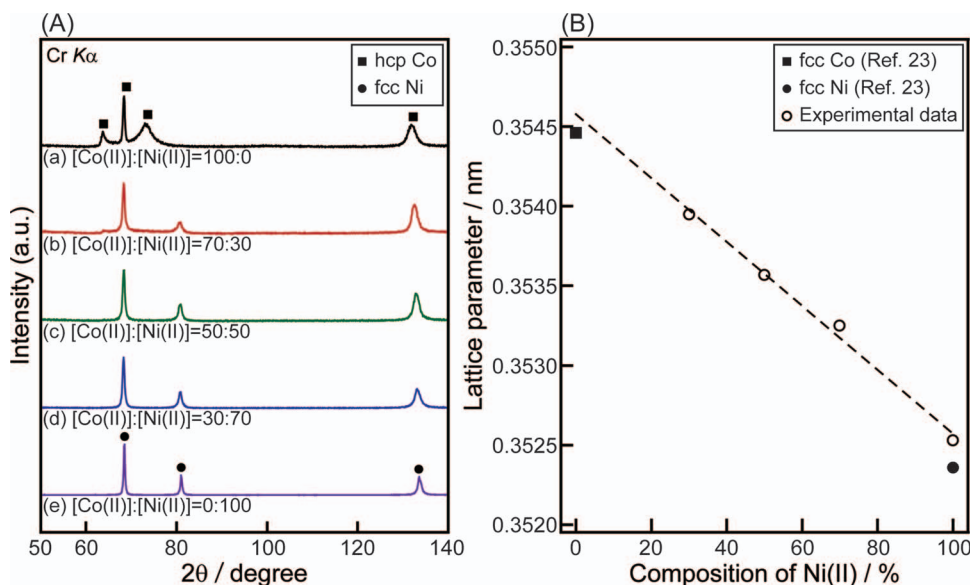 (A)
Cr Kα
■ hcp Co
● fcc Ni
(a) [Co(II)]:[Ni(II)]=100:0
(b) [Co(II)]:[Ni(II)]=70:30
(c) [Co(II)]:[Ni(II)]=50:50
(d) [Co(II)]:[Ni(II)]=30:70
(e) [Co(II)]:[Ni(II)]=0:100
Intensity (a.u.)
50 60 80 100 120 140
2θ / degree
(B)
■ fcc Co (Ref. 23)
● fcc Ni (Ref. 23)
○ Experimental data
0.3550
0.3545
0.3540
0.3535
0.3530
0.3525
0.3520
Lattice parameter / nm
0 20 40 60 80 100
Composition of Ni(II) / %